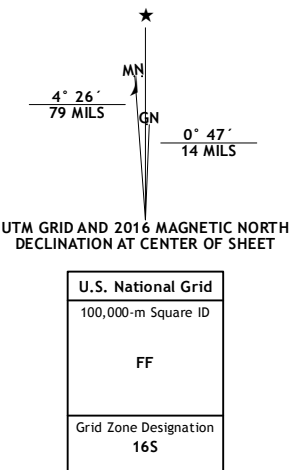 ★
MN
GN
4° 26´
79 MILS
0° 47´
14 MILS
UTM GRID AND 2016 MAGNETIC NORTH
DECLINATION AT CENTER OF SHEET
U.S. National Grid
100,000-m Square ID
FF
Grid Zone Designation
16S